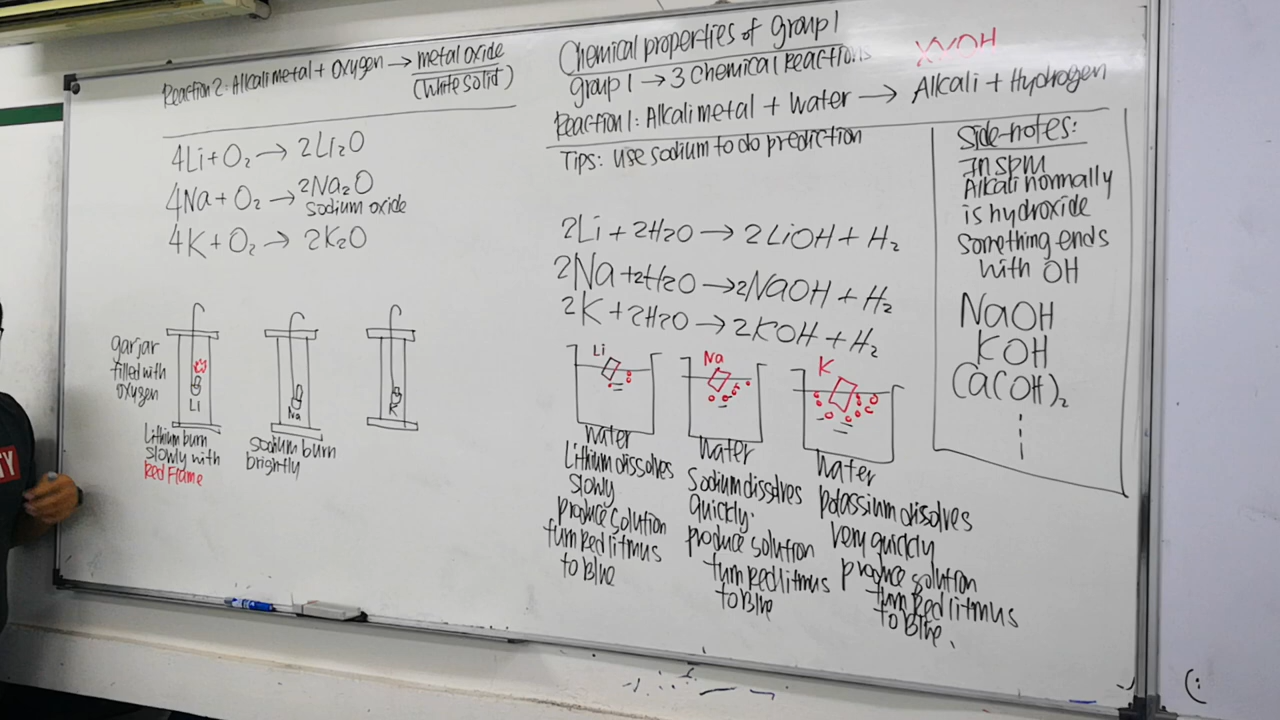 Reaction 2: Alkali metal + Oxygen → metal oxide
(White solid)
4Li + O₂ → 2Li₂O
4Na + O₂ → 2Na₂O
sodium oxide
4K + O₂ → 2K₂O
garjar
filled with
oxygen
Li
Na
K
Lithium burn
slowly with
Red Flame
sodium burn
brightly
Chemical properties of Group 1
group 1 → 3 Chemical Reactions
XYOH
Reaction 1: Alkali metal + Water → Alkali + Hydrogen
Tips: use sodium to do prediction
2Li + 2H₂O → 2LiOH + H₂
2Na + 2H₂O → 2NaOH + H₂
2K + 2H₂O → 2KOH + H₂
Li
Na
K
Water
Lithium dissolves
slowly
produce solution
turn Red litmus
to Blue
Water
Sodium dissolves
Quickly.
produce solution
turn Red litmus
to Blue
Water
potassium disolves
very quickly
produce solution
turn Red litmus
to Blue.
Side-notes:
In spm
Alkali normally
is hydroxide
something ends
with OH
NaOH
KOH
Ca(OH)₂
TY
(: